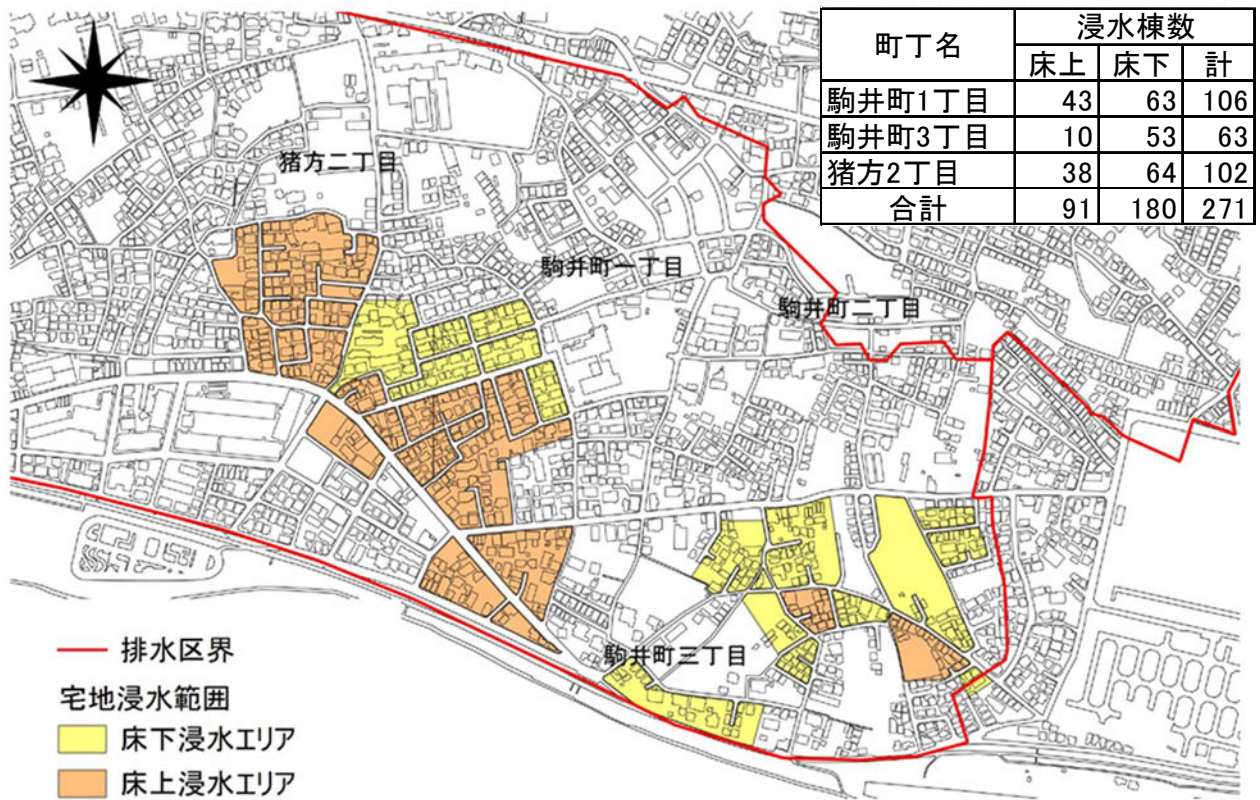 町丁名 浸水棟数
床上 床下 計
駒井町1丁目 43 63 106
駒井町3丁目 10 53 63
猪方2丁目 38 64 102
合計 91 180 271
猪方二丁目
駒井町一丁目
駒井町二丁目
駒井町三丁目
排水区界
宅地浸水範囲
床下浸水エリア
床上浸水エリア